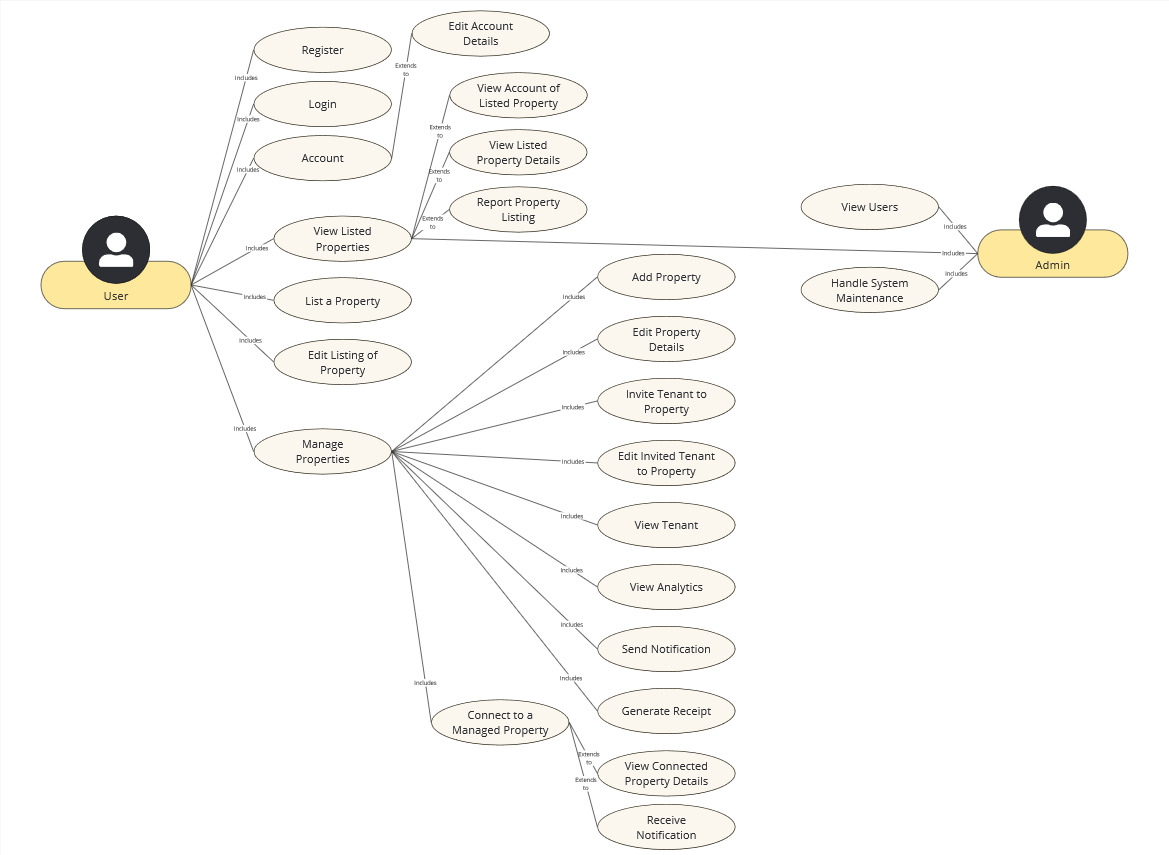 Edit Account
Details
Register
Extends
to
Includes
View Account of
Listed Property
Login
Includes
Extends
to
View Listed
Property Details
Account
Includes
Extends
to
Report Property
Listing
Extends
to
View Users
View Listed
Properties
Includes
Includes
Includes
Includes
Admin
User
List a Property
Includes
Add Property
Includes
Handle System
Maintenance
Edit Listing of
Property
Includes
Edit Property
Details
Includes
Invite Tenant to
Property
Includes
Includes
Manage
Properties
Edit Invited Tenant
to Property
Includes
View Tenant
Includes
View Analytics
Includes
Send Notification
Includes
Generate Receipt
Includes
Includes
Connect to a
Managed Property
Extends
to
View Connected
Property Details
Extends
to
Receive
Notification